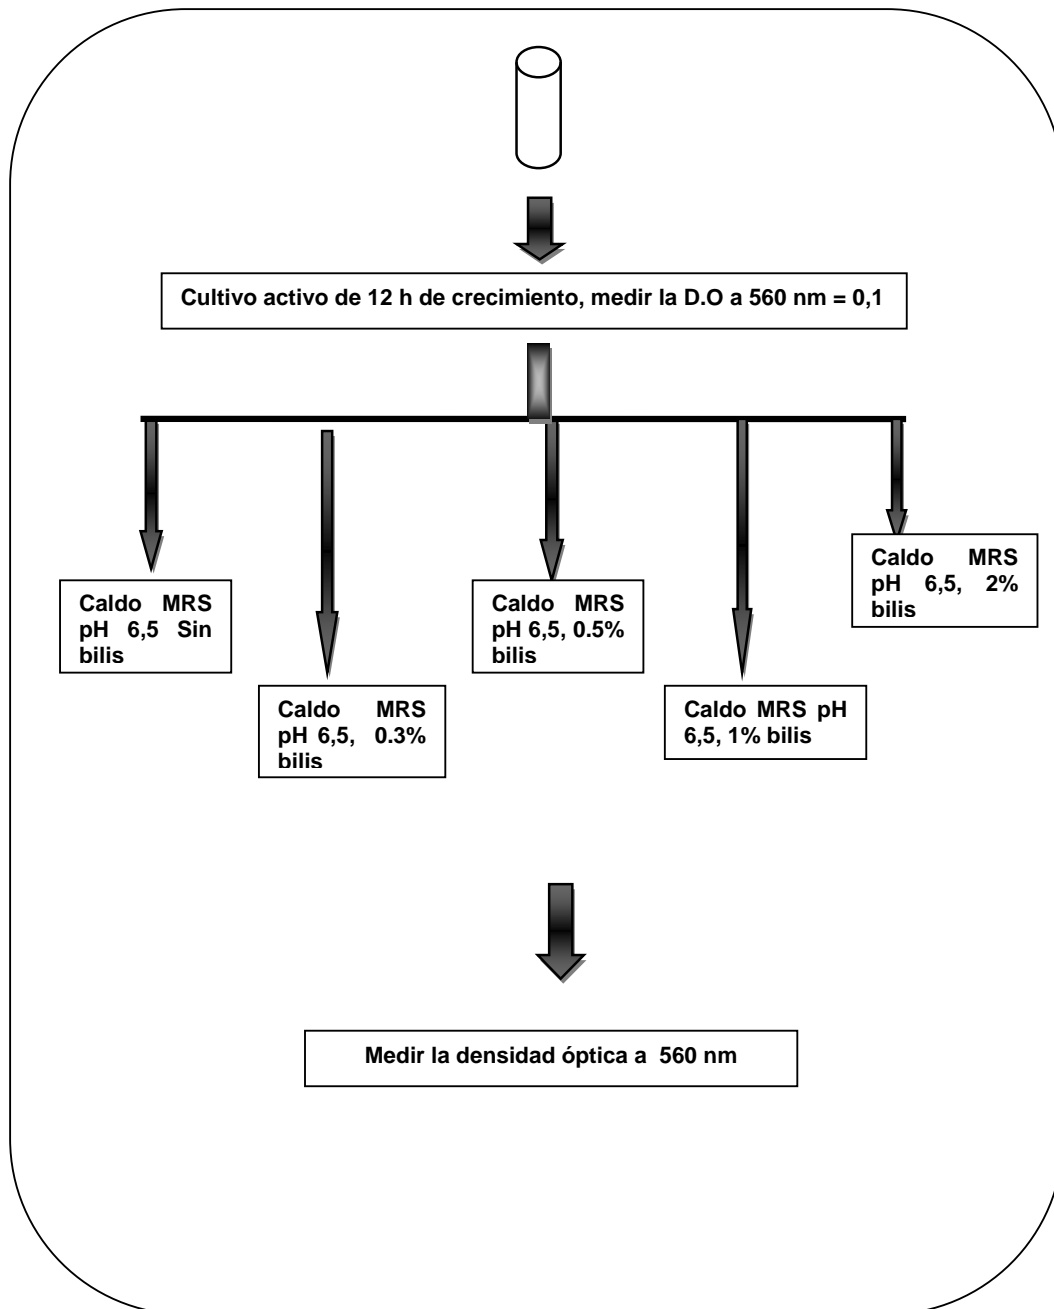 Cultivo activo de 12 h de crecimiento, medir la D.O a 560 nm = 0,1
Caldo MRS
pH 6,5 Sin
bilis
Caldo MRS
pH 6,5, 0.3%
bilis
Caldo MRS
pH 6,5, 0.5%
bilis
Caldo MRS pH
6,5, 1% bilis
Caldo MRS
pH 6,5, 2%
bilis
Medir la densidad óptica a 560 nm